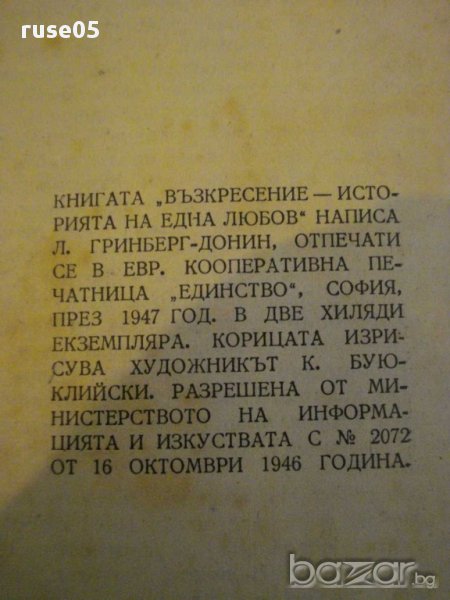 ruse05
КНИГАТА „ВЪЗКРЕСЕНИЕ — ИСТО-
РИЯТА НА ЕДНА ЛЮБОВ“ НАПИСА
Л. ГРИНБЕРГ-ДОНИН, ОТПЕЧАТИ
СЕ В ЕВР. КООПЕРАТИВНА ПЕ-
ЧАТНИЦА „ЕДИНСТВО“, СОФИЯ,
ПРЕЗ 1947 ГОД. В ДВЕ ХИЛЯДИ
ЕКЗЕМПЛЯРА. КОРИЦАТА ИЗРИ-
СУВА ХУДОЖНИКЪТ К. БУЮ-
КЛИЙСКИ. РАЗРЕШЕНА ОТ МИ-
НИСТЕРСТВОТО НА ИНФОРМА-
ЦИЯТА И ИЗКУСТВАТА С № 2072
ОТ 16 ОКТОМВРИ 1946 ГОДИНА.
bazar.bg